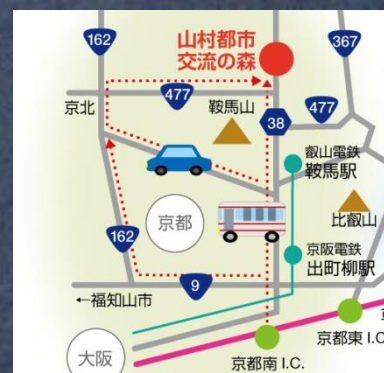 162
山村都市
交流の森
367
京北
477
鞍馬山
38
477
叡山電鉄
鞍馬駅
比叡山
京都
162
京阪電鉄
出町柳駅
9
←福知山市
大阪
京都南 I.C.
京都東 I.C